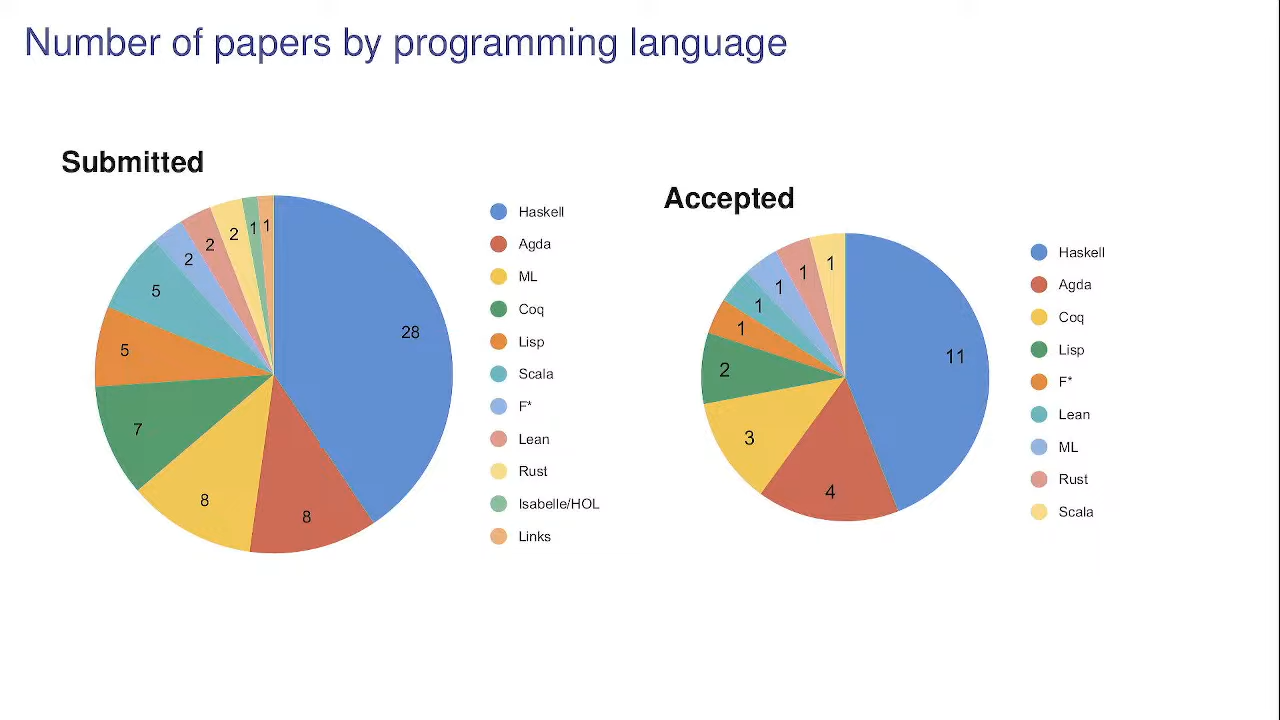 Number of papers by programming language
Submitted
28
8
8
7
5
5
2
2
2
1
1
Haskell
Agda
ML
Coq
Lisp
Scala
F*
Lean
Rust
Isabelle/HOL
Links
Accepted
11
4
3
2
1
1
1
1
1
Haskell
Agda
Coq
Lisp
F*
Lean
ML
Rust
Scala